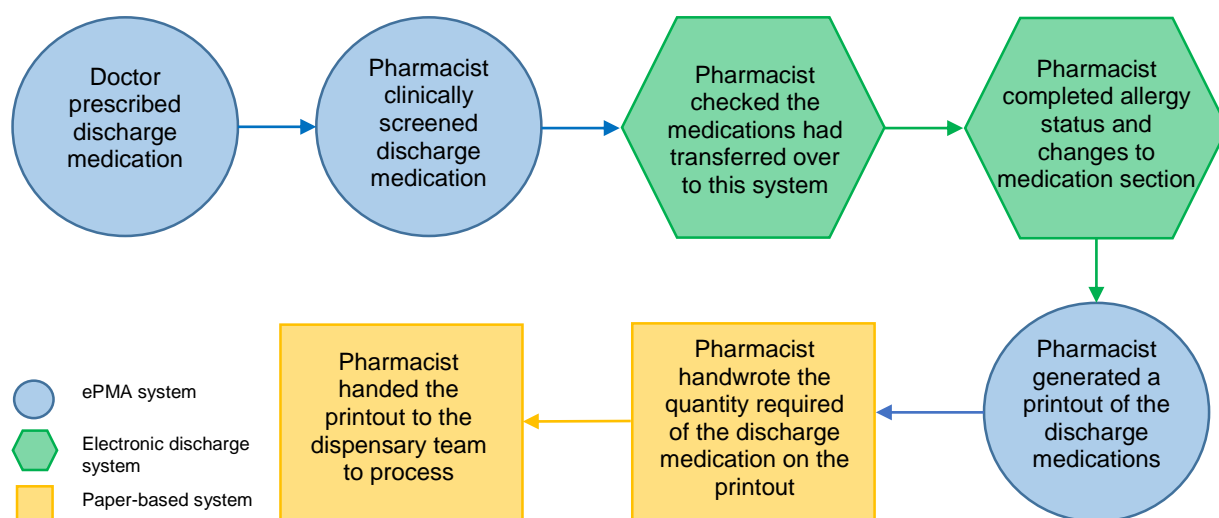 Doctor
prescribed
discharge
medication
Pharmacist
clinically
screened
discharge
medication
Pharmacist
checked the
medications had
transferred over
to this system
Pharmacist
completed allergy
status and
changes to
medication section
Pharmacist
generated a
printout of the
discharge
medications
Pharmacist
handwrote the
quantity required
of the discharge
medication on the
printout
Pharmacist
handed the
printout to the
dispensary team
to process
ePMA system
Electronic discharge
system
Paper-based system